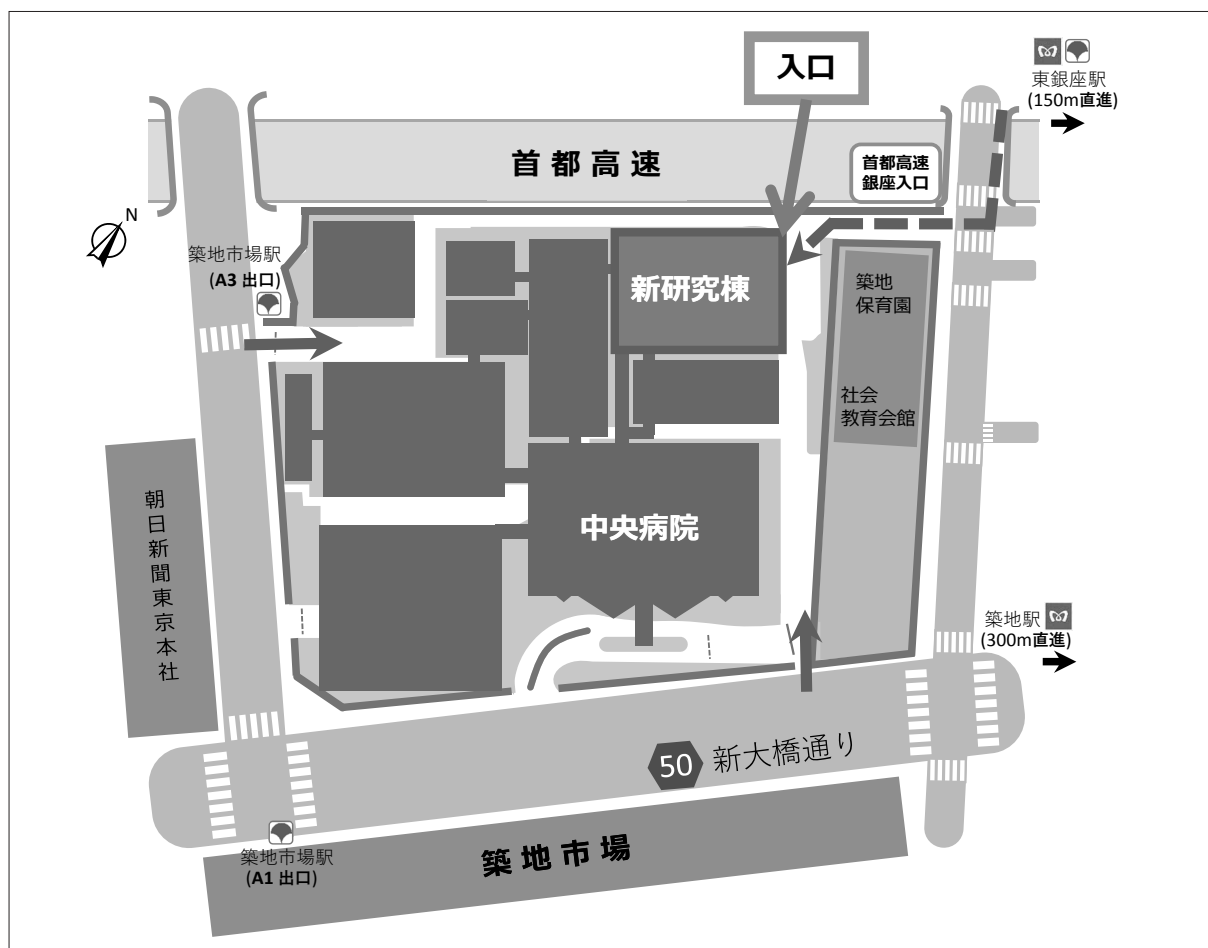 入口
東銀座駅
(150m直進)
首都高速
首都高速
銀座入口
N
築地市場駅
(A3 出口)
新研究棟
築地
保育園
社会
教育会館
朝日新聞東京本社
中央病院
築地駅
(300m直進)
50 新大橋通り
築地市場駅
(A1 出口)
築地市場